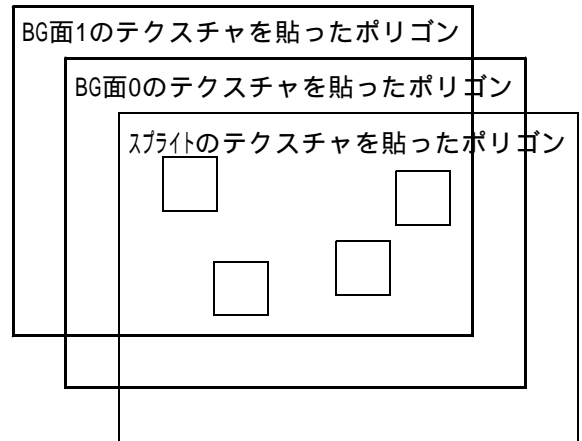 BG面1のテクスチャを貼ったポリゴン
BG面0のテクスチャを貼ったポリゴン
ｽﾌﾟﾗｲﾄのテクスチャを貼ったポリゴン